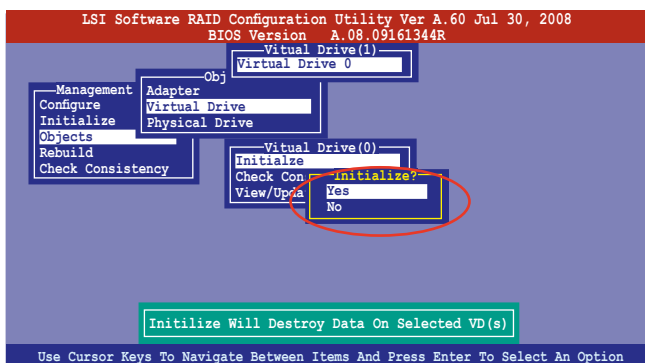 LSI Software RAID Configuration Utility Ver A.60 Jul 30, 2008
BIOS Version A.08.09161344R
Vitual Drive(1)
Virtual Drive 0
Obj
Adapter
Virtual Drive
Physical Drive
Management
Configure
Initialize
Objects
Rebuild
Check Consistency
Vitual Drive(0)
Initialze
Check Con
View/Upda
Initialize?
Yes
No
Initilize Will Destroy Data On Selected VD(s)
Use Cursor Keys To Navigate Between Items And Press Enter To Select An Option